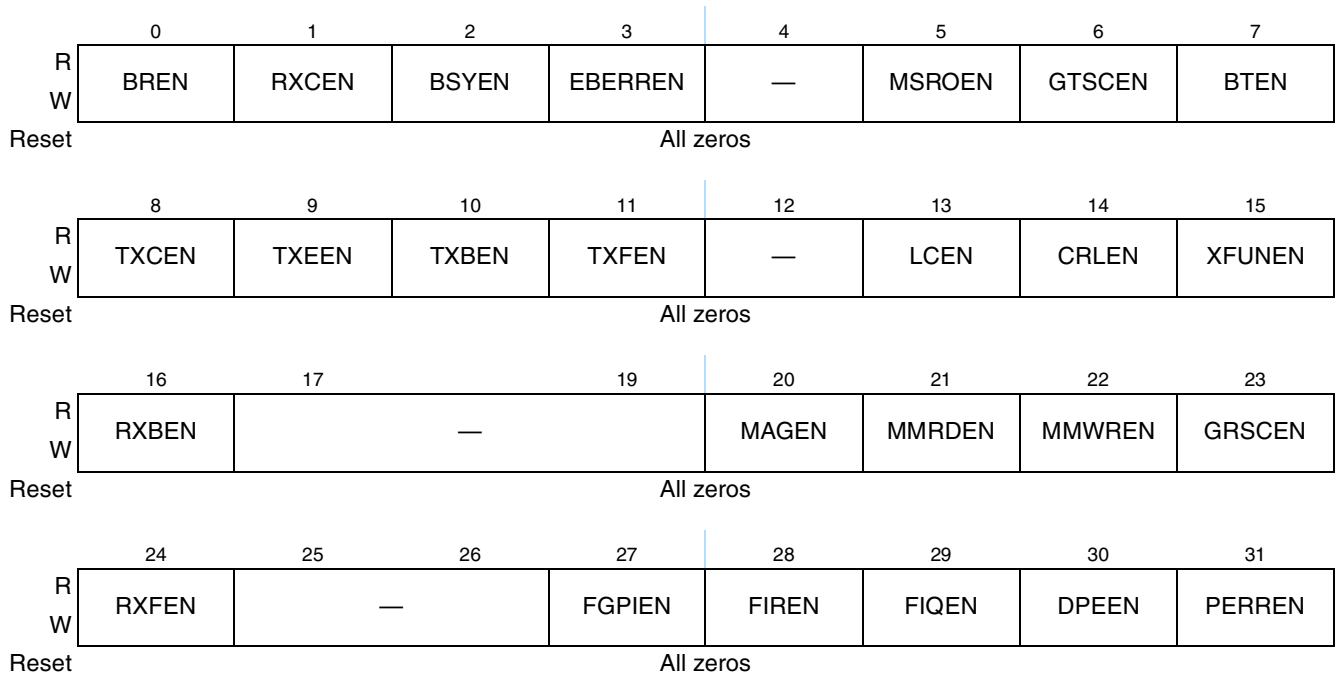 0 1 2 3 4 5 6 7
R
W
BREN RXCEN BSYEN EBERREN — MSROEN GTSCEN BTEN
Reset All zeros
8 9 10 11 12 13 14 15
R
W
TXCEN TXEEN TXBEN TXFEN — LCEN CRLEN XFUNEN
Reset All zeros
16 17 19 20 21 22 23
R
W
RXBEN — MAGEN MMRDEN MMWREN GRSCEN
Reset All zeros
24 25 26 27 28 29 30 31
R
W
RXFEN — FGPIEN FIREN FIQEN DPEEN PERREN
Reset All zeros